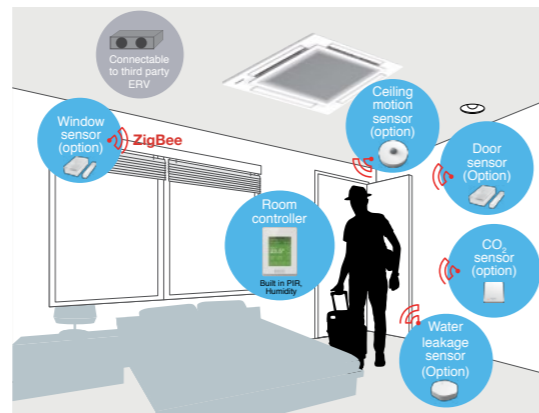 Connectable
to third party
ERV
Window
sensor
(option)
ZigBee
Ceiling
motion
sensor
(option)
Door
sensor
(Option)
Room
controller
Built in PIR,
Humidity
CO₂
sensor
(option)
Water
leakage
sensor
(Option)